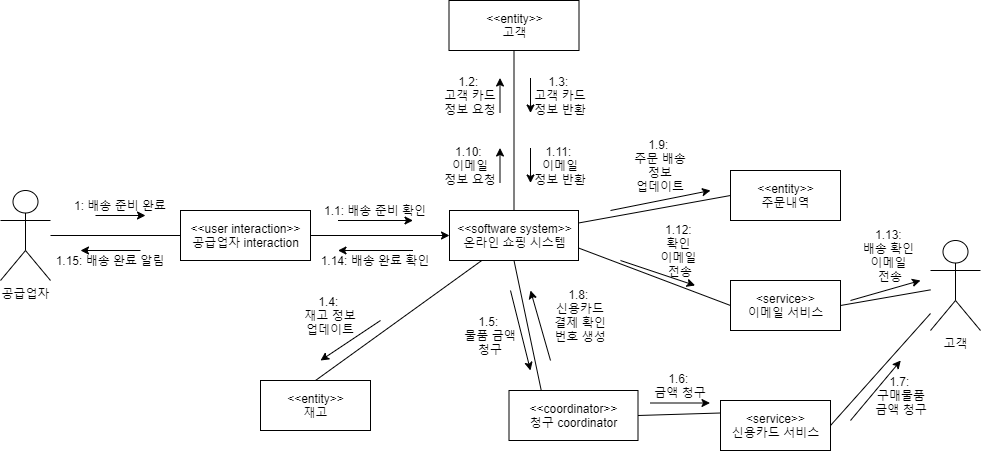 <<entity>>
고객
1.2:
고객 카드
정보 요청
1.3:
고객 카드
정보 반환
1.10:
이메일
정보 요청
1.11:
이메일
정보 반환
1.9:
주문 배송
정보
업데이트
<<entity>>
주문내역
1: 배송 준비 완료
<<user interaction>>
공급업자 interaction
1.1: 배송 준비 확인
<<software system>>
온라인 쇼핑 시스템
1.15: 배송 완료 알림
1.14: 배송 완료 확인
공급업자
1.12:
확인
이메일
전송
1.13:
배송 확인
이메일
전송
<service>>
이메일 서비스
고객
1.4:
재고 정보
업데이트
1.5:
물품 금액
청구
1.8:
신용카드
결제 확인
번호 생성
<<entity>>
재고
<<coordinator>>
청구 coordinator
1.6:
금액 청구
<service>>
신용카드 서비스
1.7:
구매물품
금액 청구